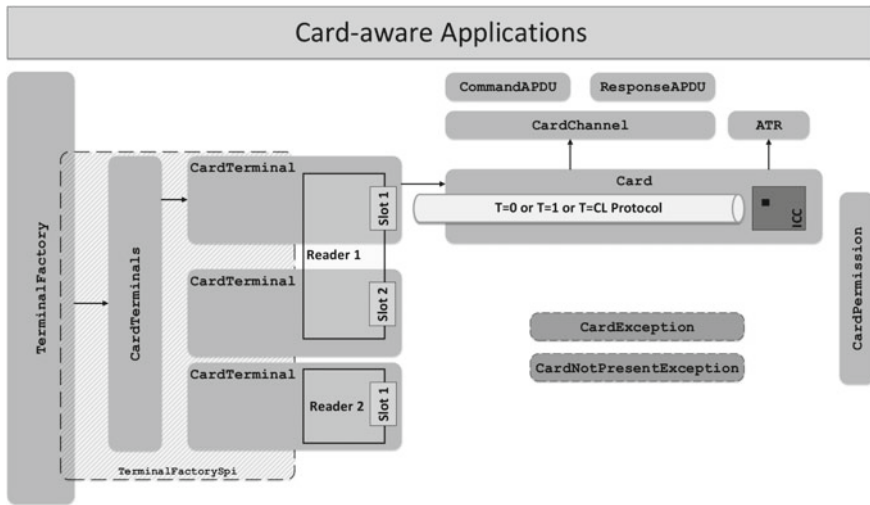 Card-aware Applications
CommandAPDU
ResponseAPDU
CardChannel
ATR
CardTerminal
Card
T=0 or T=1 or T=CL Protocol
ICC
Slot 1
Reader 1
TerminalFactory
CardTerminals
CardTerminal
Slot 2
CardPermission
CardException
CardNotPresentException
CardTerminal
Reader 2
Slot 1
TerminalFactorySpi